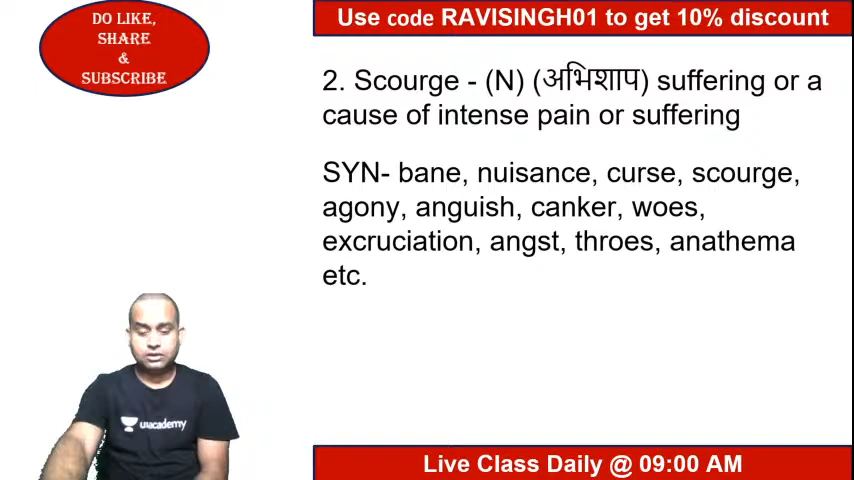 DO LIKE,
SHARE
&
SUBSCRIBE
Use code RAVISINGH01 to get 10% discount
2. Scourge - (N) (अभिशाप) suffering or a
cause of intense pain or suffering
SYN- bane, nuisance, curse, scourge,
agony, anguish, canker, woes,
excruciation, angst, throes, anathema
etc.
unacademy
Live Class Daily @ 09:00 AM